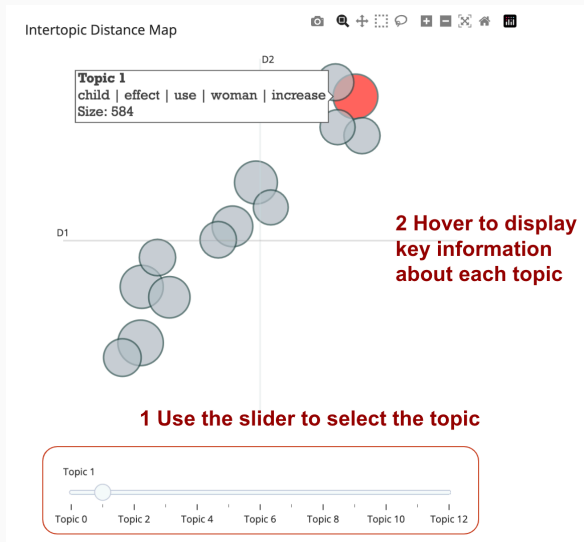 Intertopic Distance Map
D2
Topic 1
child | effect | use | woman | increase
Size: 584
D1
2 Hover to display
key information
about each topic
1 Use the slider to select the topic
Topic 1
Topic 0 Topic 2 Topic 4 Topic 6 Topic 8 Topic 10 Topic 12